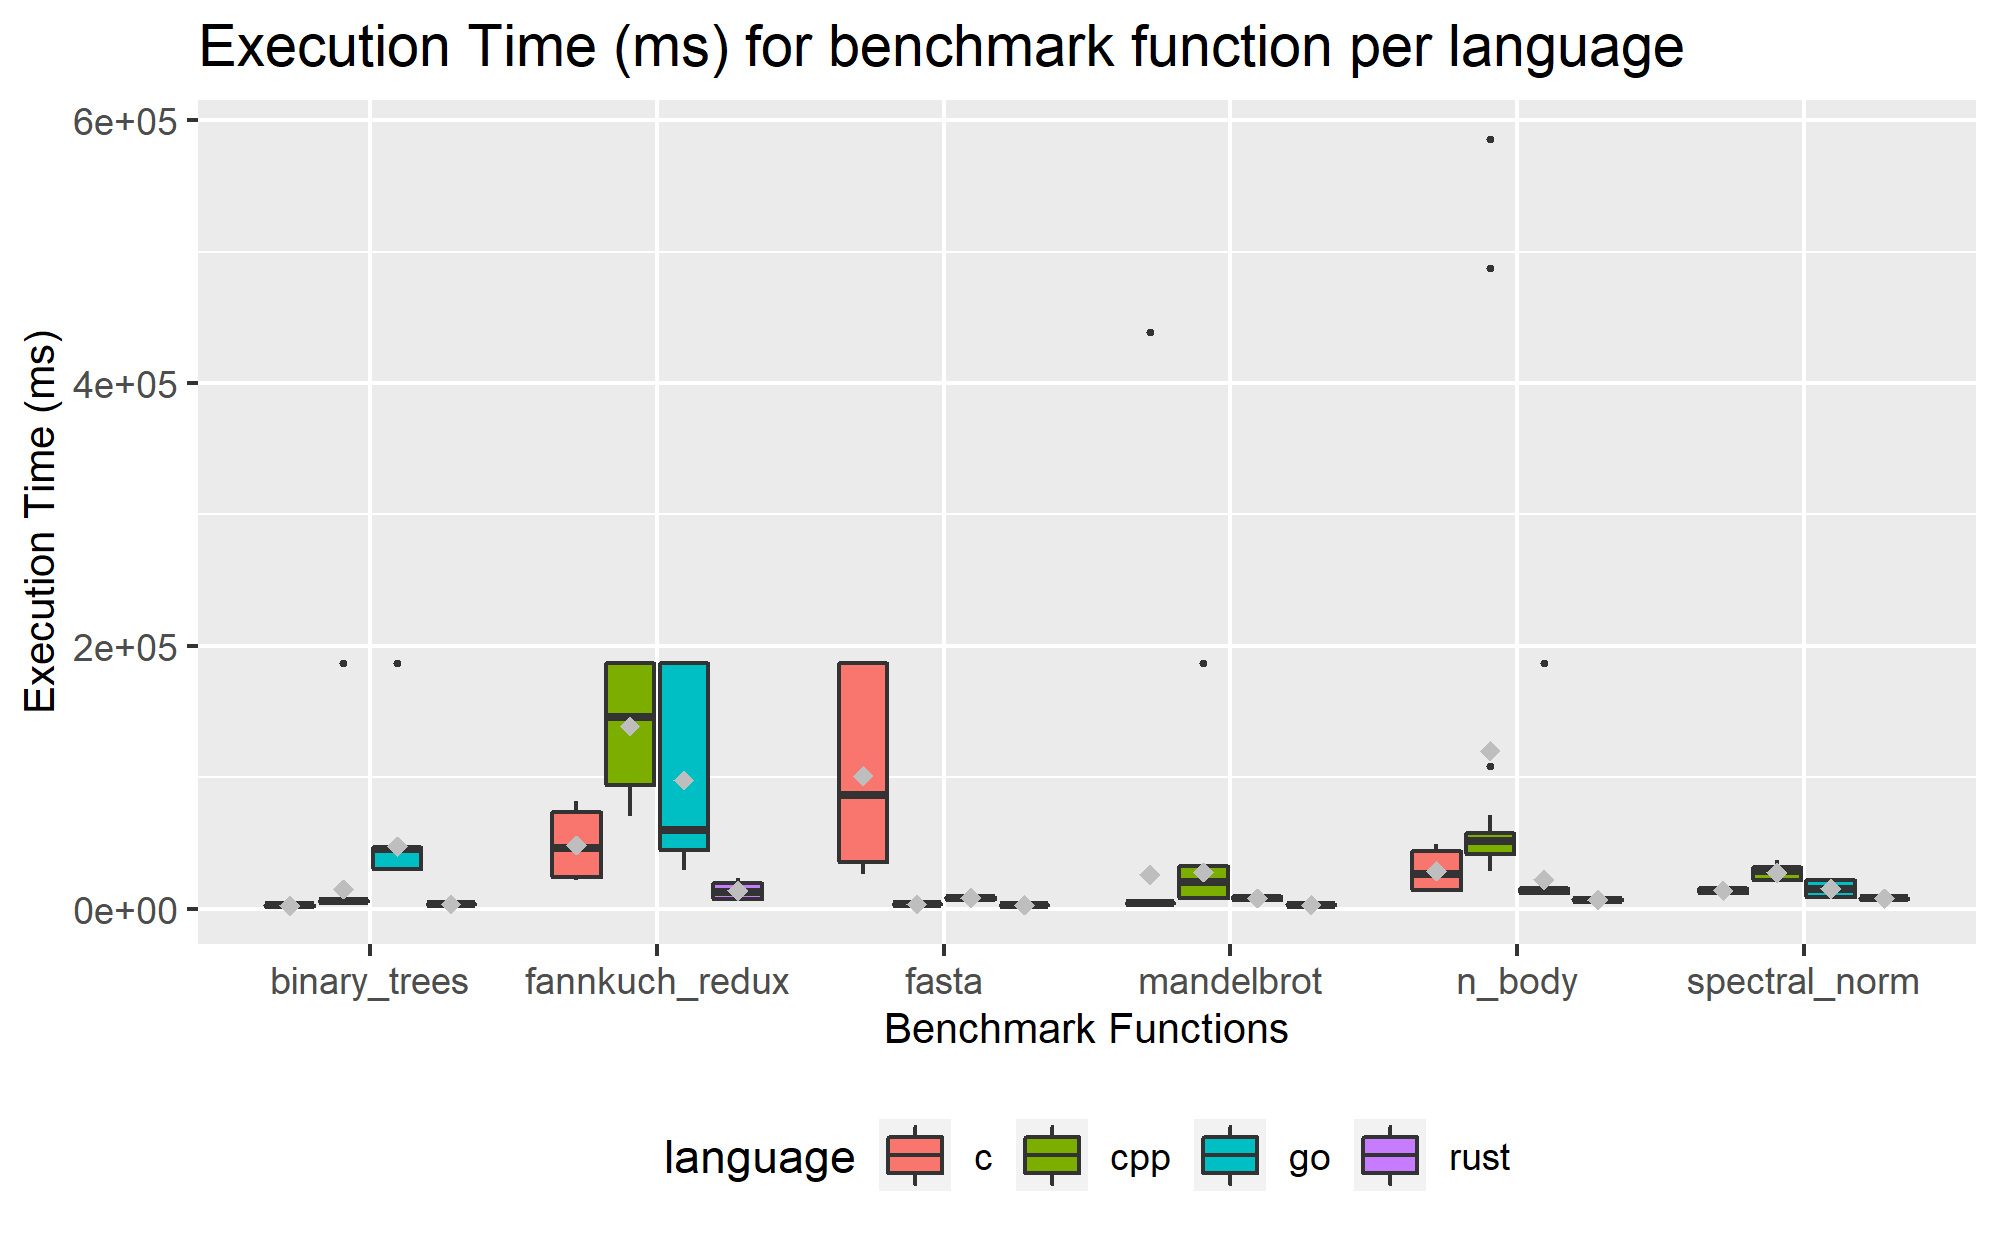 Execution Time (ms) for benchmark function per language
Execution Time (ms)
6e+05
4e+05
2e+05
0e+00
binary_trees fannkuch_redux fasta mandelbrot n_body spectral_norm
Benchmark Functions
language c cpp go rust